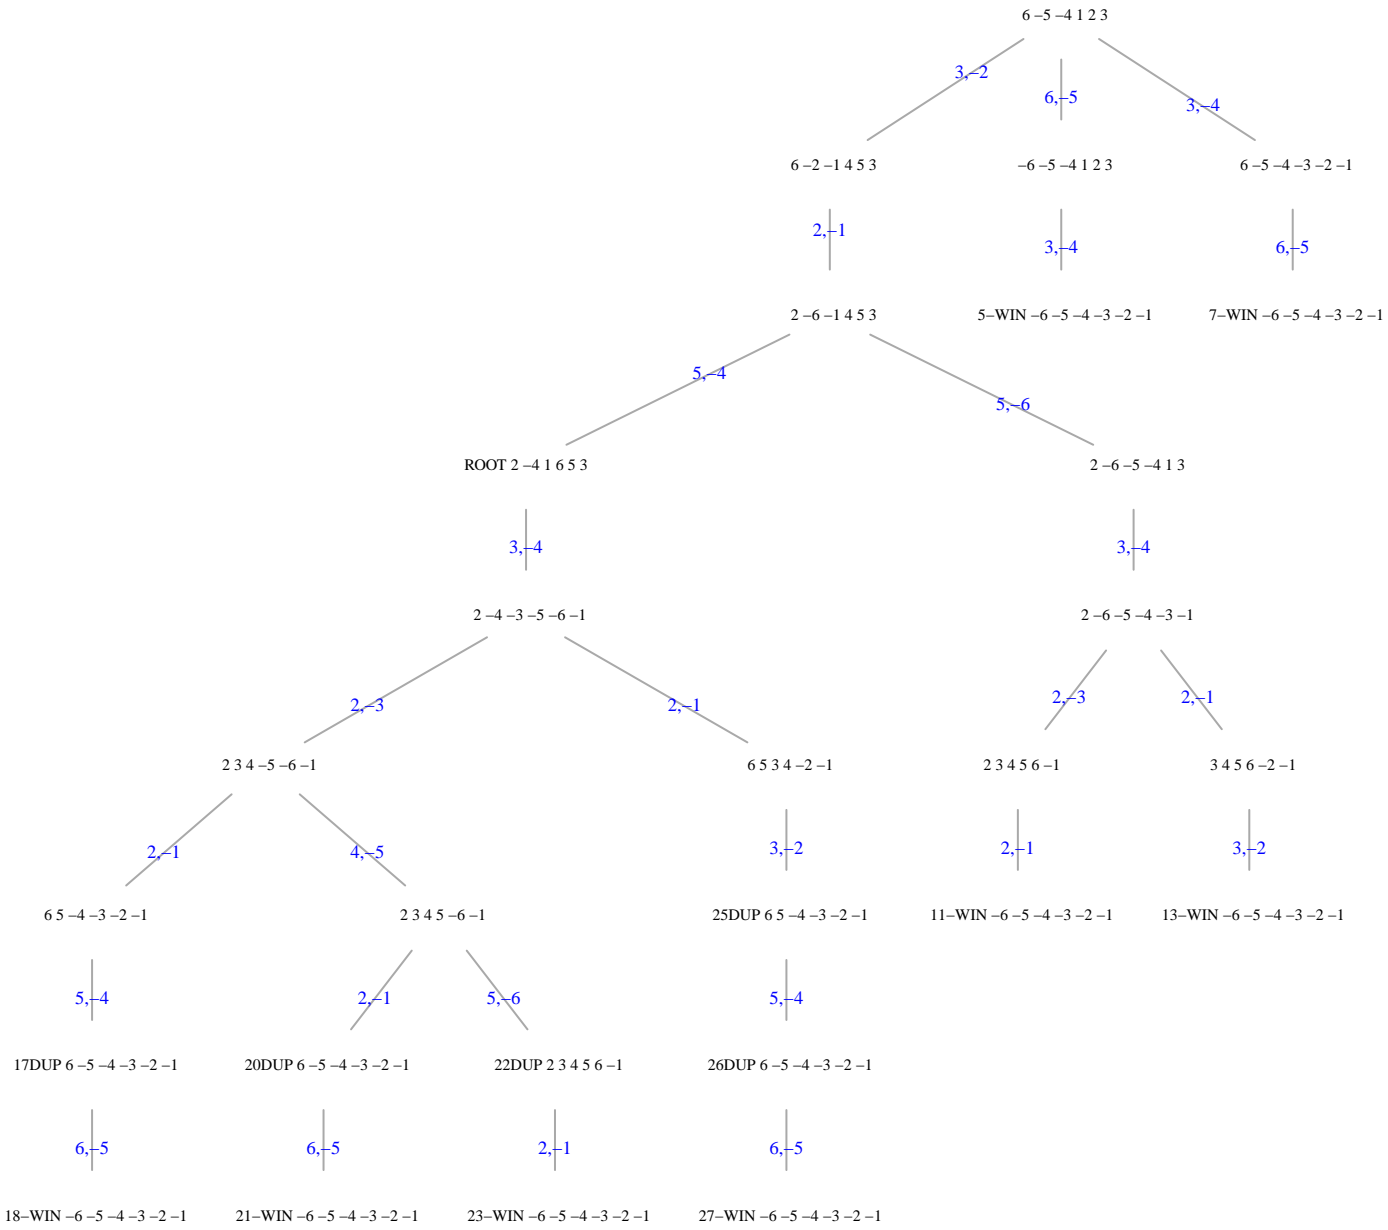 6 –5 –4 1 2 3
3,–2
6,–5
3,–4
6 –2 –1 4 5 3
–6 –5 –4 1 2 3
6 –5 –4 –3 –2 –1
2,–1
3,–4
6,–5
2 –6 –1 4 5 3
5–WIN –6 –5 –4 –3 –2 –1
7–WIN –6 –5 –4 –3 –2 –1
5,–4
5,–6
ROOT 2 –4 1 6 5 3
2 –6 –5 –4 1 3
3,–4
3,–4
2 –4 –3 –5 –6 –1
2 –6 –5 –4 –3 –1
2,–3
2,–1
2,–3
2,–1
2 3 4 –5 –6 –1
6 5 3 4 –2 –1
2 3 4 5 6 –1
3 4 5 6 –2 –1
2,–1
4,–5
3,–2
2,–1
3,–2
6 5 –4 –3 –2 –1
2 3 4 5 –6 –1
25DUP 6 5 –4 –3 –2 –1
11–WIN –6 –5 –4 –3 –2 –1
13–WIN –6 –5 –4 –3 –2 –1
5,–4
2,–1
5,–6
5,–4
17DUP 6 –5 –4 –3 –2 –1
20DUP 6 –5 –4 –3 –2 –1
22DUP 2 3 4 5 6 –1
26DUP 6 –5 –4 –3 –2 –1
6,–5
6,–5
2,–1
6,–5
18–WIN –6 –5 –4 –3 –2 –1
21–WIN –6 –5 –4 –3 –2 –1
23–WIN –6 –5 –4 –3 –2 –1
27–WIN –6 –5 –4 –3 –2 –1